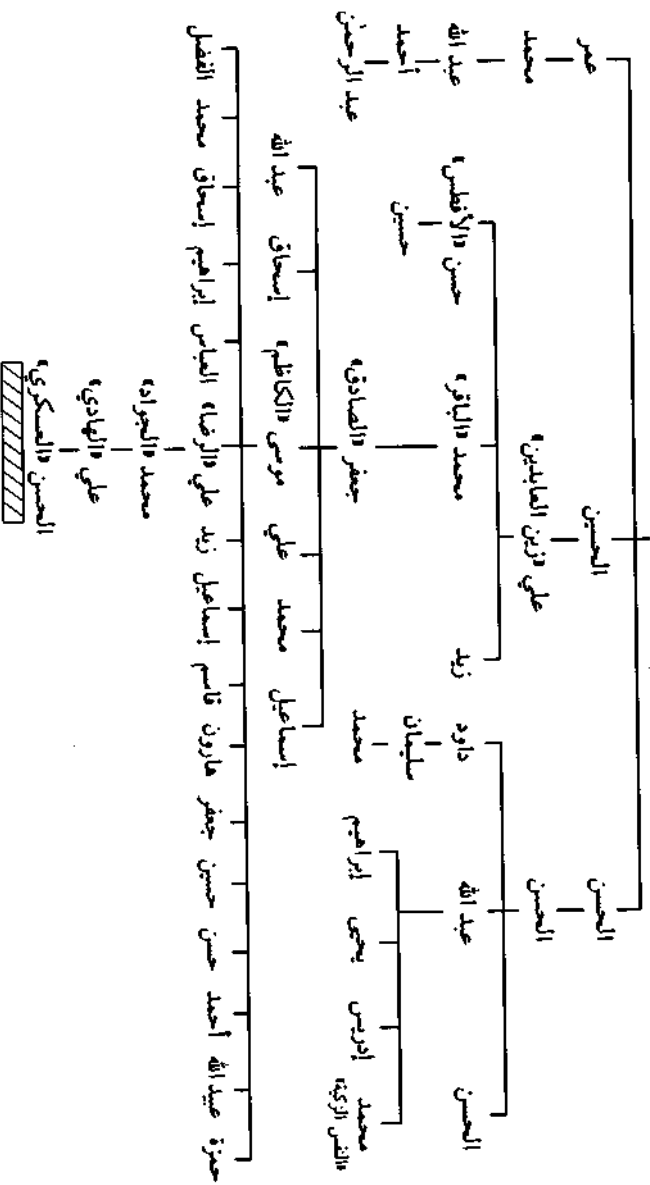 الحسن الحسين عمر
الحسن علي «زين العابدين» محمد
الحسن عبد الله داود زيد محمد «الباقر» حسن «الأفطس» عبد الله
سليمان حسين أحمد
محمد إدريس يحيى إبراهيم محمد جعفر «الصادق» عبد الرحمن
«النفس الزكية»
إسماعيل محمد علي موسى «الكاظم» إسحاق عبد الله
حمزة عبيد الله أحمد حسن حسين جعفر هارون قاسم إسماعيل زيد علي «الرضا» العباس إبراهيم إسحاق محمد الفضل
محمد «الجواد»
علي «الهادي»
الحسن «العسكري»